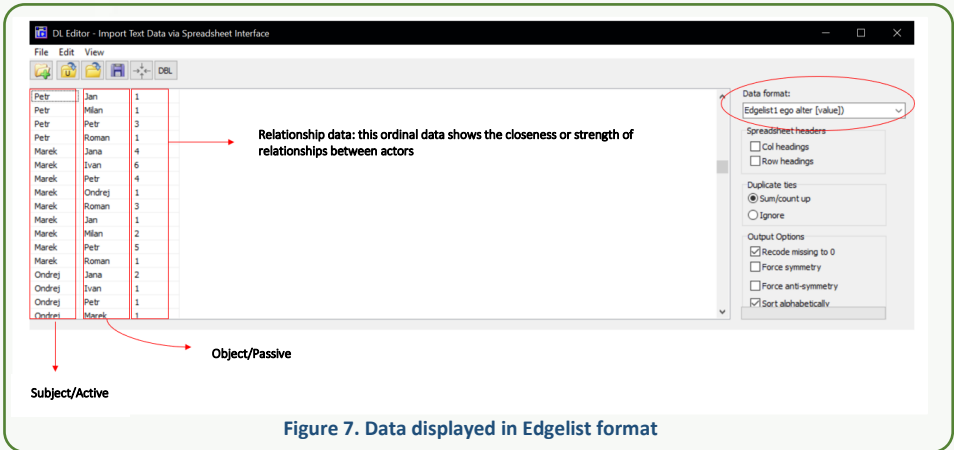 DL Editor - Import Text Data via Spreadsheet Interface
File Edit View
DBL
Petr Jan 1
Petr Milan 1
Petr Petr 3
Petr Roman 1
Marek Jana 4
Marek Ivan 6
Marek Petr 4
Marek Ondrej 1
Marek Roman 3
Marek Jan 1
Marek Milan 2
Marek Petr 5
Marek Roman 1
Ondrej Jana 2
Ondrej Ivan 1
Ondrej Petr 1
Ondrej Marek 1
Relationship data: this ordinal data shows the closeness or strength of
relationships between actors
Data format:
Edgelist1 ego alter [value])
Spreadsheet headers
Col headings
Row headings
Duplicate ties
Sum/count up
Ignore
Output Options
Recode missing to 0
Force symmetry
Force anti-symmetry
Sort alphabetically
Object/Passive
Subject/Active
Figure 7. Data displayed in Edgelist format